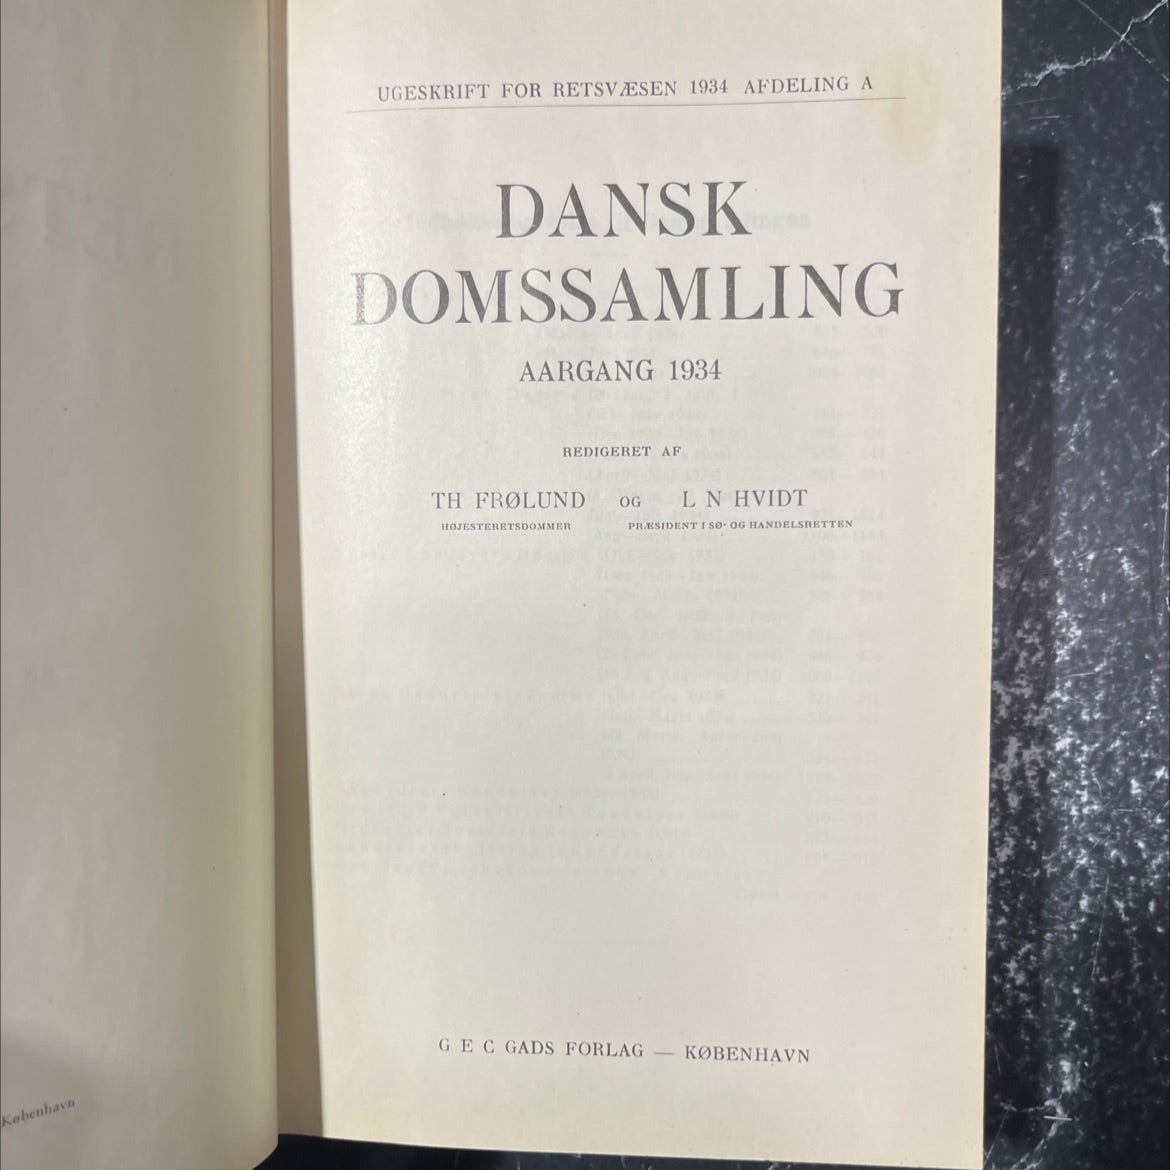 UGESKRIFT FOR RETSVÆSEN 1934 AFDELING A
DANSK
DOMSSAMLING
AARGANG 1934
REDIGERET AF
TH FRØLUND OG L N HVIDT
HØJESTERETSDOMMER PRÆSIDENT I SØ- OG HANDELSRETTEN
G E C GADS FORLAG — KØBENHAVN
København